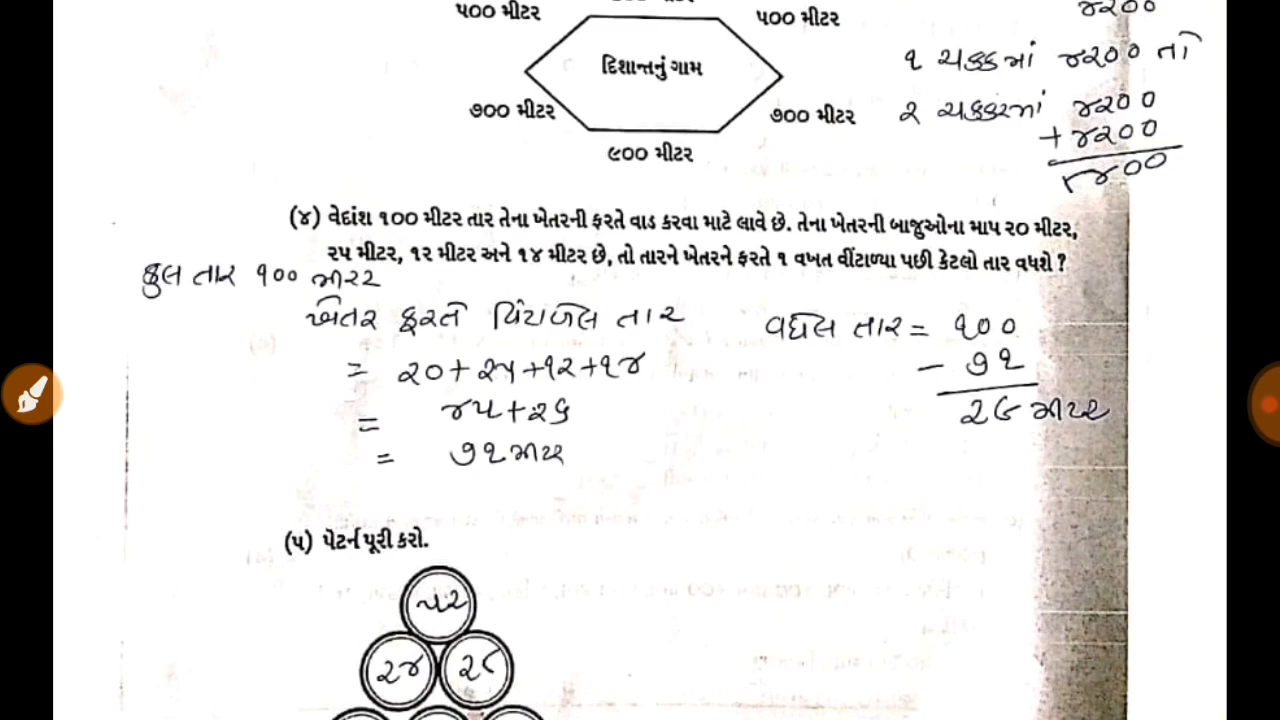 ૪૨૦૦
૫૦૦ મીટર
૫૦૦ મીટર
૧ ચક્કમાં ૪૨૦૦ તો
દિશાન્તનું ગામ
૭૦૦ મીટર
૭૦૦ મીટર
૨ ચક્કરમાં ૪૨૦૦
+ ૪૨૦૦
૮૪૦૦
૯૦૦ મીટર
(૪) વેદાંશ ૧૦૦ મીટર તાર તેના ખેતરની ફરતે વાડ કરવા માટે લાવે છે. તેના ખેતરની બાજુઓના માપ ૨૦ મીટર,
૨૫ મીટર, ૧૨ મીટર અને ૧૪ મીટર છે, તો તારને ખેતરને ફરતે ૧ વખત વીંટાળ્યા પછી કેટલો તાર વધશે ?
કુલ તાર ૧૦૦ મીટર
ખેતર ફરતે વિંટાળેલ તાર
= ૨૦+૨૫+૧૨+૧૪
= ૪૫+૨૬
= ૭૧ મીટર
વધેલ તાર = ૧૦૦
- ૭૧
૨૯ મીટર
(૫) પેટર્ન પૂરી કરો.
૫૨
૨૪ ૨૮